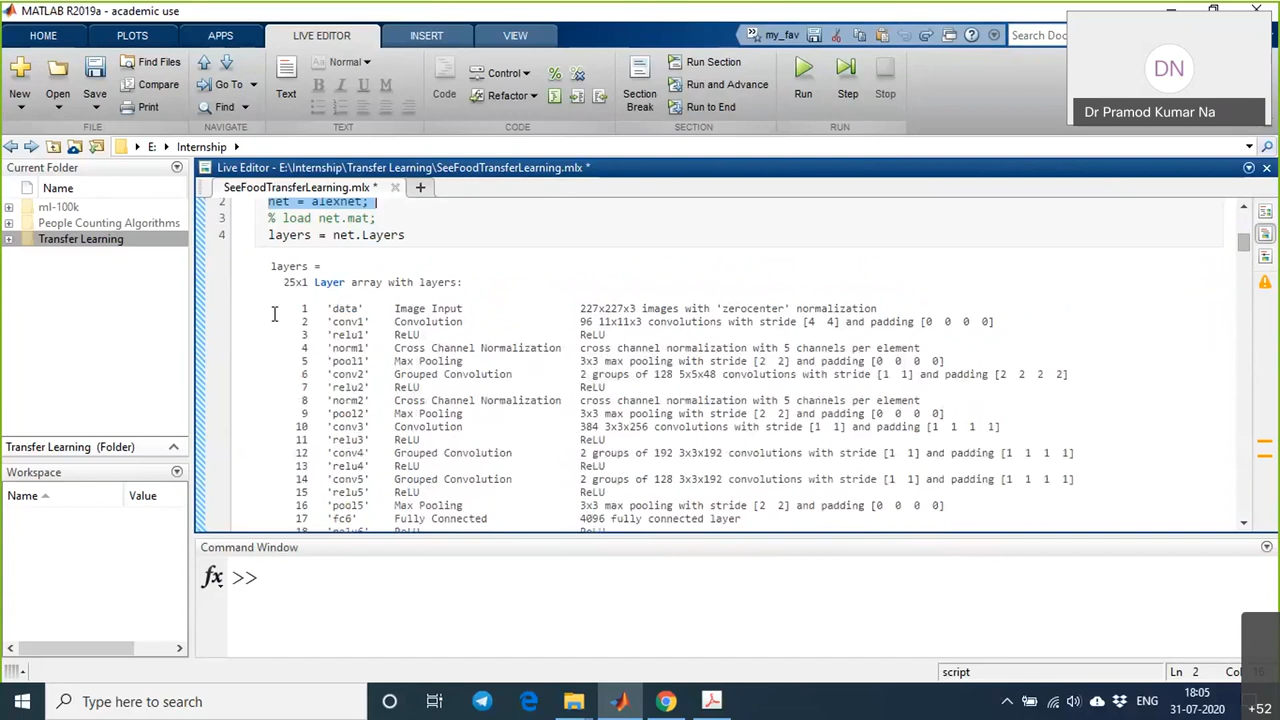 MATLAB R2019a - academic use
HOME PLOTS APPS LIVE EDITOR INSERT VIEW my_fav Search Doc
DN
Dr Pramod Kumar Na
New Open Save Find Files Compare Print
FILE
Go To Find
NAVIGATE
Text Normal B I U M
TEXT
Code Control Refactor
CODE
Section Break Run Section Run and Advance Run to End
SECTION
Run Step Stop
RUN
E: Internship
Current Folder
Name
ml-100k
People Counting Algorithms
Transfer Learning
Transfer Learning (Folder)
Workspace
Name Value
Live Editor - E:\Internship\Transfer Learning\SeeFoodTransferLearning.mlx *
SeeFoodTransferLearning.mlx *
2 net = alexnet;
3 % load net.mat;
4 layers = net.Layers
layers =
25x1 Layer array with layers:
1 'data' Image Input 227x227x3 images with 'zerocenter' normalization
2 'conv1' Convolution 96 11x11x3 convolutions with stride [4 4] and padding [0 0 0 0]
3 'relu1' ReLU ReLU
4 'norm1' Cross Channel Normalization cross channel normalization with 5 channels per element
5 'pool1' Max Pooling 3x3 max pooling with stride [2 2] and padding [0 0 0 0]
6 'conv2' Grouped Convolution 2 groups of 128 5x5x48 convolutions with stride [1 1] and padding [2 2 2 2]
7 'relu2' ReLU ReLU
8 'norm2' Cross Channel Normalization cross channel normalization with 5 channels per element
9 'pool2' Max Pooling 3x3 max pooling with stride [2 2] and padding [0 0 0 0]
10 'conv3' Convolution 384 3x3x256 convolutions with stride [1 1] and padding [1 1 1 1]
11 'relu3' ReLU ReLU
12 'conv4' Grouped Convolution 2 groups of 192 3x3x192 convolutions with stride [1 1] and padding [1 1 1 1]
13 'relu4' ReLU ReLU
14 'conv5' Grouped Convolution 2 groups of 128 3x3x192 convolutions with stride [1 1] and padding [1 1 1 1]
15 'relu5' ReLU ReLU
16 'pool5' Max Pooling 3x3 max pooling with stride [2 2] and padding [0 0 0 0]
17 'fc6' Fully Connected 4096 fully connected layer
Command Window
fx >>
script Ln 2
Type here to search
ENG
18:05
31-07-2020
+52